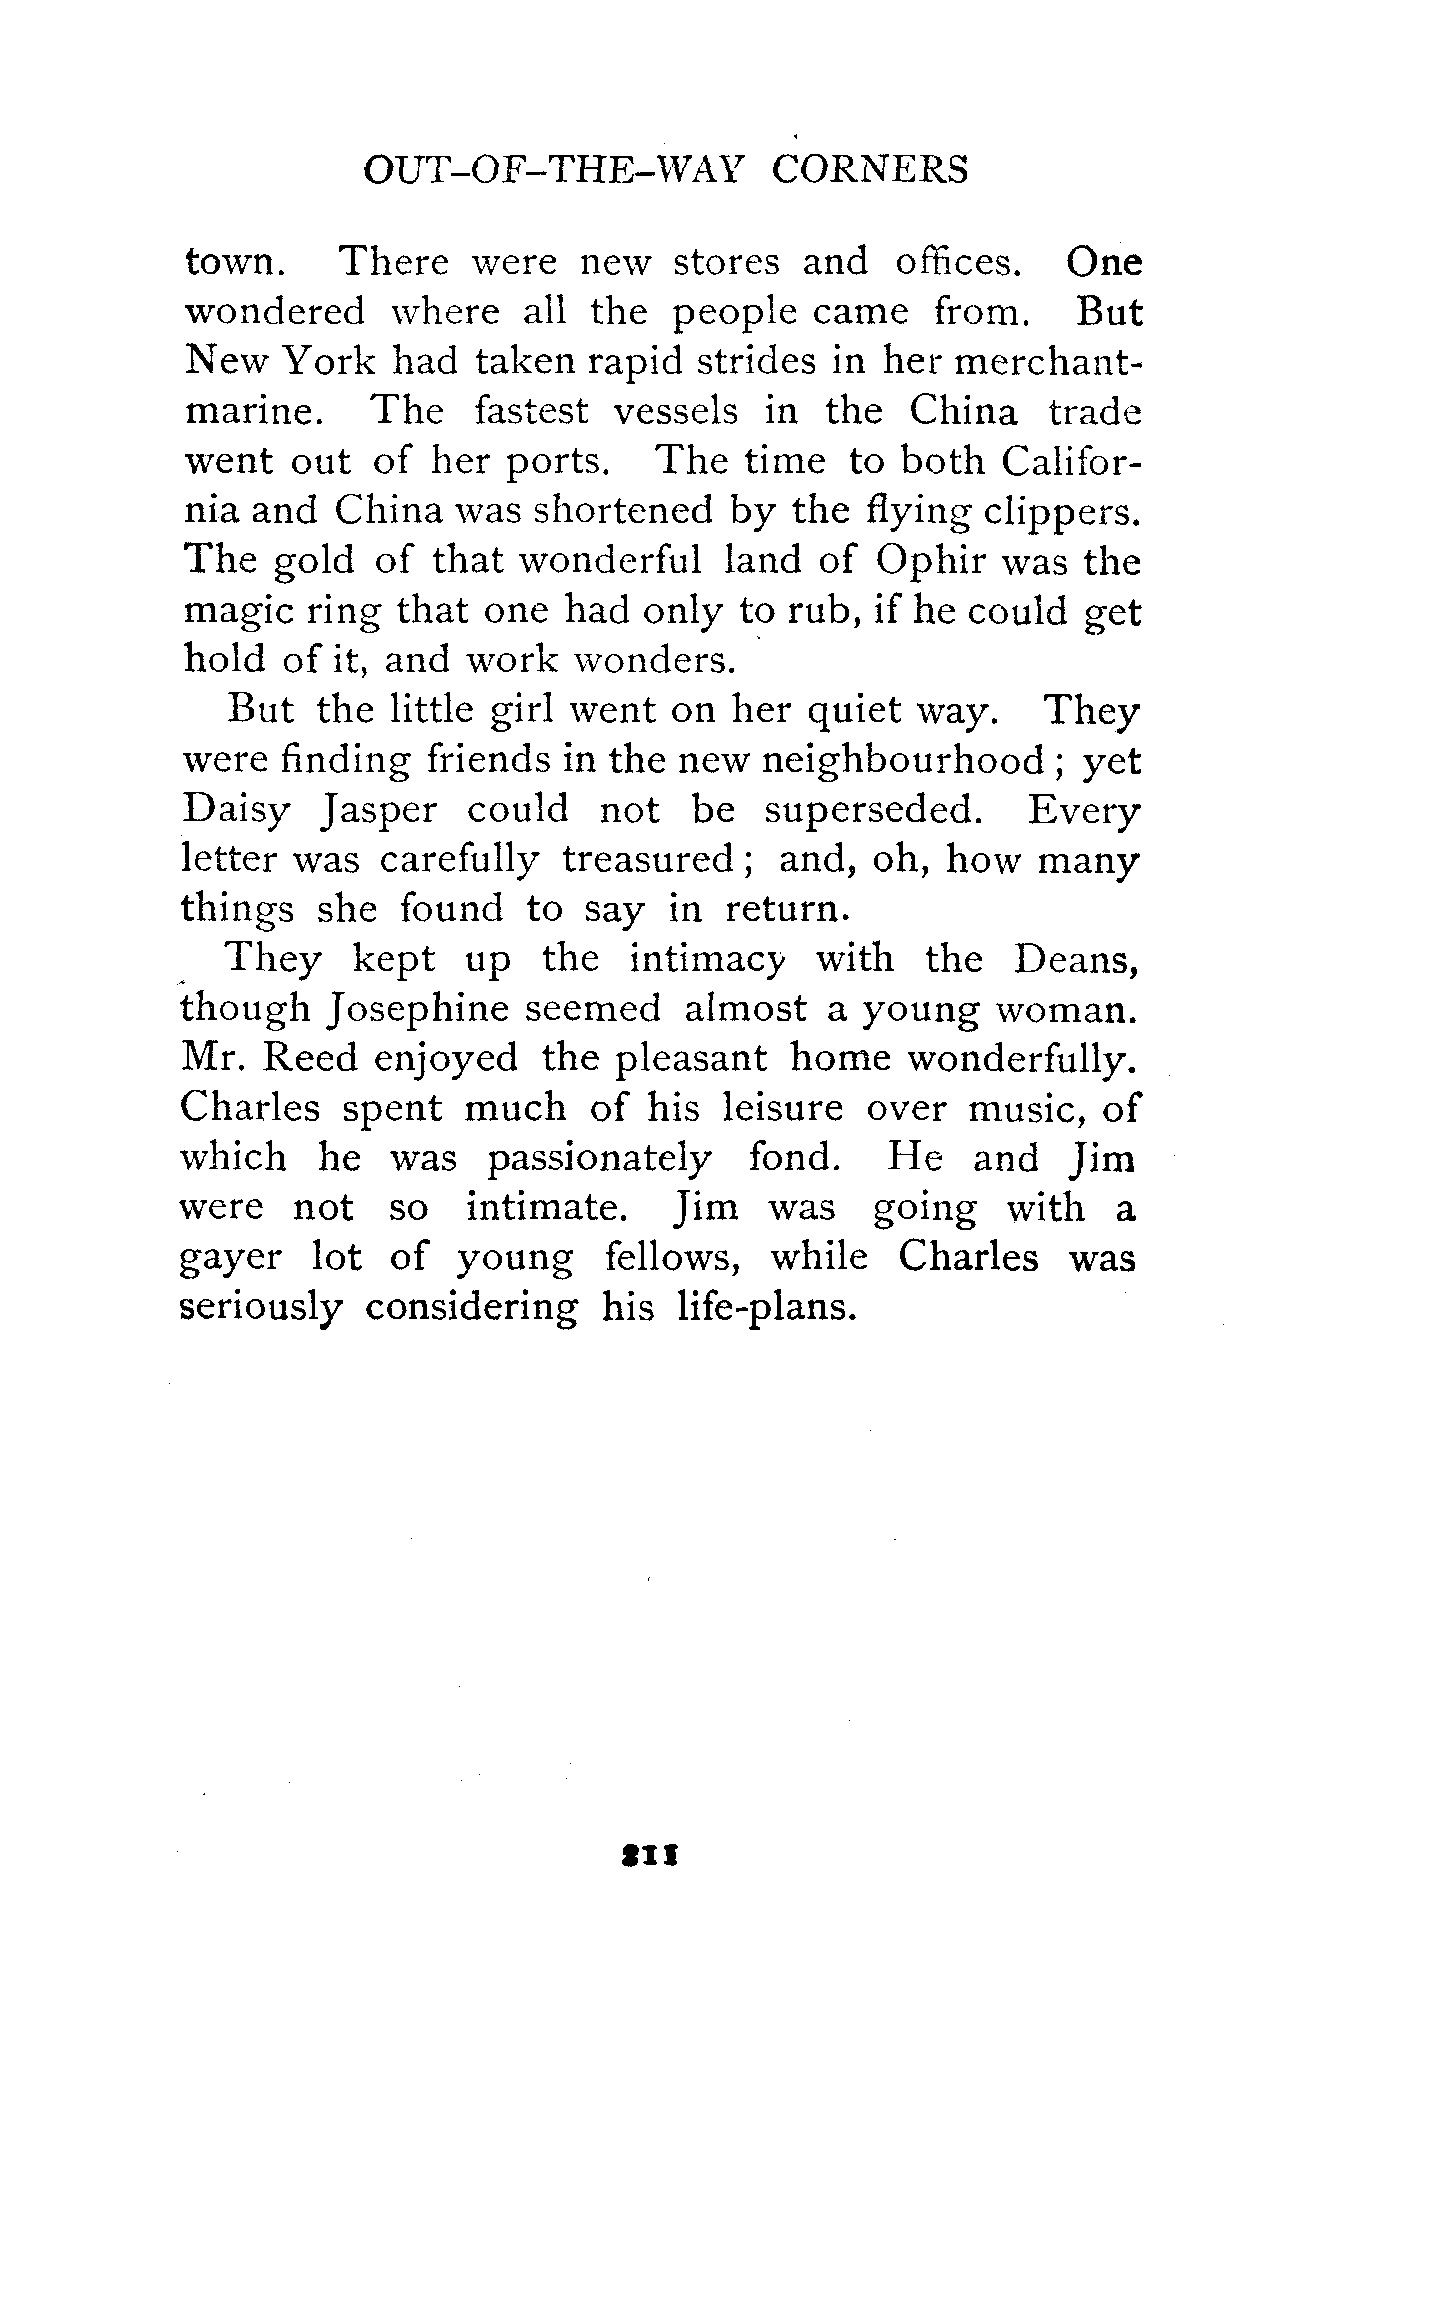 OUT-OF-THE-WAY CORNERS
town. There were new stores and offices. One
wondered where all the people came from. But
New York had taken rapid strides in her merchant-
marine. The fastest vessels in the China trade
went out of her ports. The time to both Califor-
nia and China was shortened by the flying clippers.
The gold of that wonderful land of Ophir was the
magic ring that one had only to rub, if he could get
hold of it, and work wonders.
But the little girl went on her quiet way. They
were finding friends in the new neighbourhood ; yet
Daisy Jasper could not be superseded. Every
letter was carefully treasured ; and, oh, how many
things she found to say in return.
They kept up the intimacy with the Deans,
though Josephine seemed almost a young woman.
Mr. Reed enjoyed the pleasant home wonderfully.
Charles spent much of his leisure over music, of
which he was passionately fond. He and Jim
were not so intimate. Jim was going with a
gayer lot of young fellows, while Charles was
seriously considering his life-plans.